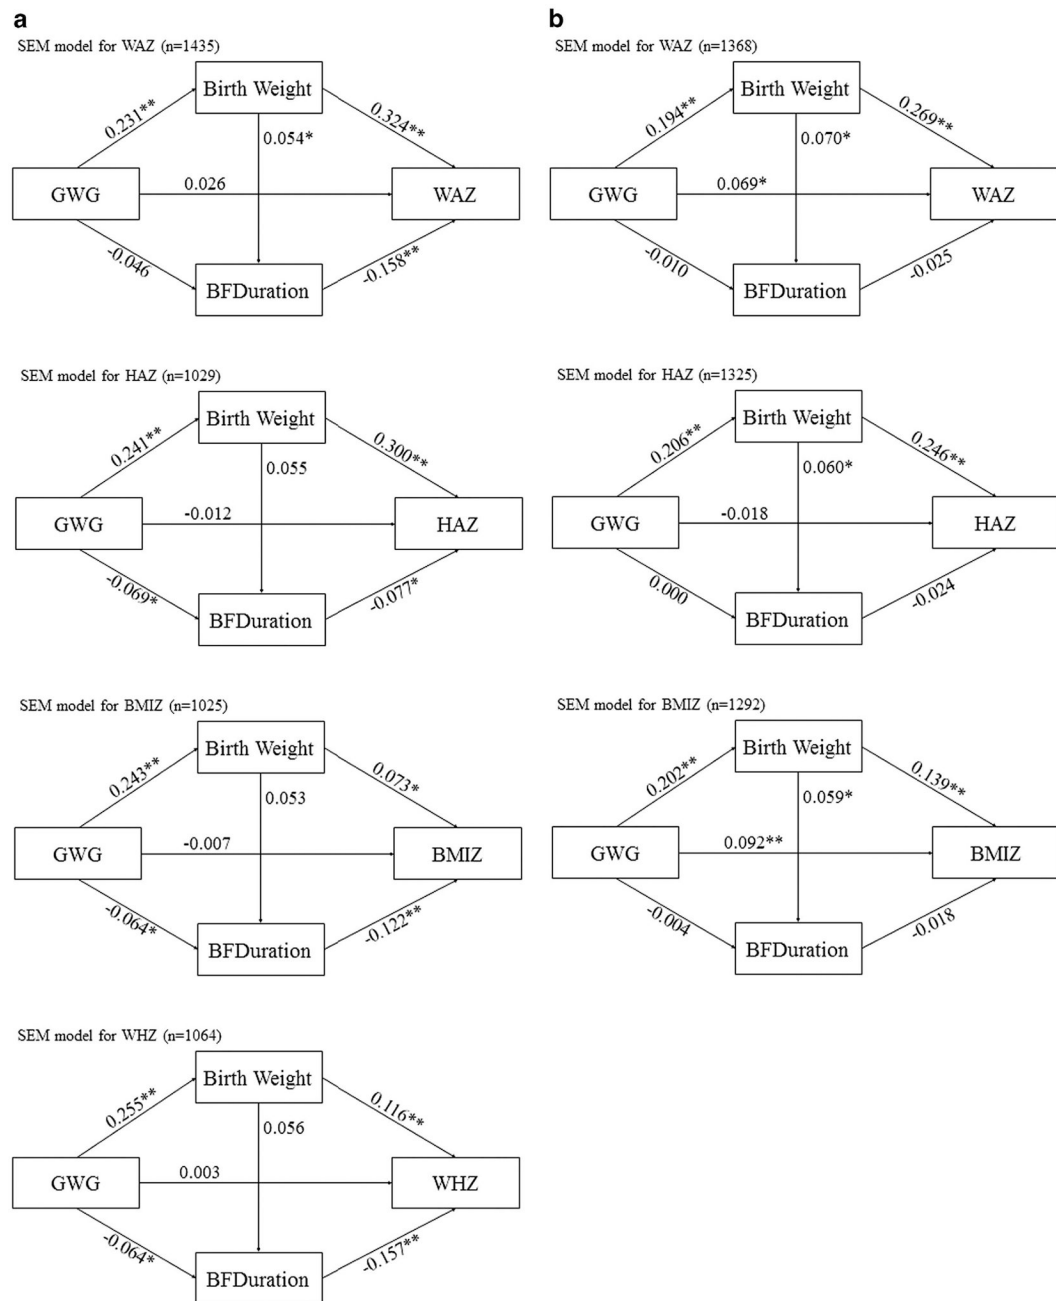 a
SEM model for WAZ (n=1435)
Birth Weight
0.231**
0.324**
0.054*
GWG
0.026
WAZ
-0.046
-0.158**
BFDuration
SEM model for HAZ (n=1029)
Birth Weight
0.241**
0.300**
0.055
GWG
-0.012
HAZ
-0.069*
-0.077*
BFDuration
SEM model for BMIZ (n=1025)
Birth Weight
0.243**
0.073*
0.053
GWG
-0.007
BMIZ
-0.064*
-0.122**
BFDuration
SEM model for WHZ (n=1064)
Birth Weight
0.255**
0.116**
0.056
GWG
0.003
WHZ
-0.064*
-0.157**
BFDuration
b
SEM model for WAZ (n=1368)
Birth Weight
0.194**
0.269**
0.070*
GWG
0.069*
WAZ
-0.010
-0.025
BFDuration
SEM model for HAZ (n=1325)
Birth Weight
0.206**
0.246**
0.060*
GWG
-0.018
HAZ
0.000
-0.024
BFDuration
SEM model for BMIZ (n=1292)
Birth Weight
0.202**
0.139**
0.059*
GWG
0.092**
BMIZ
-0.004
-0.018
BFDuration